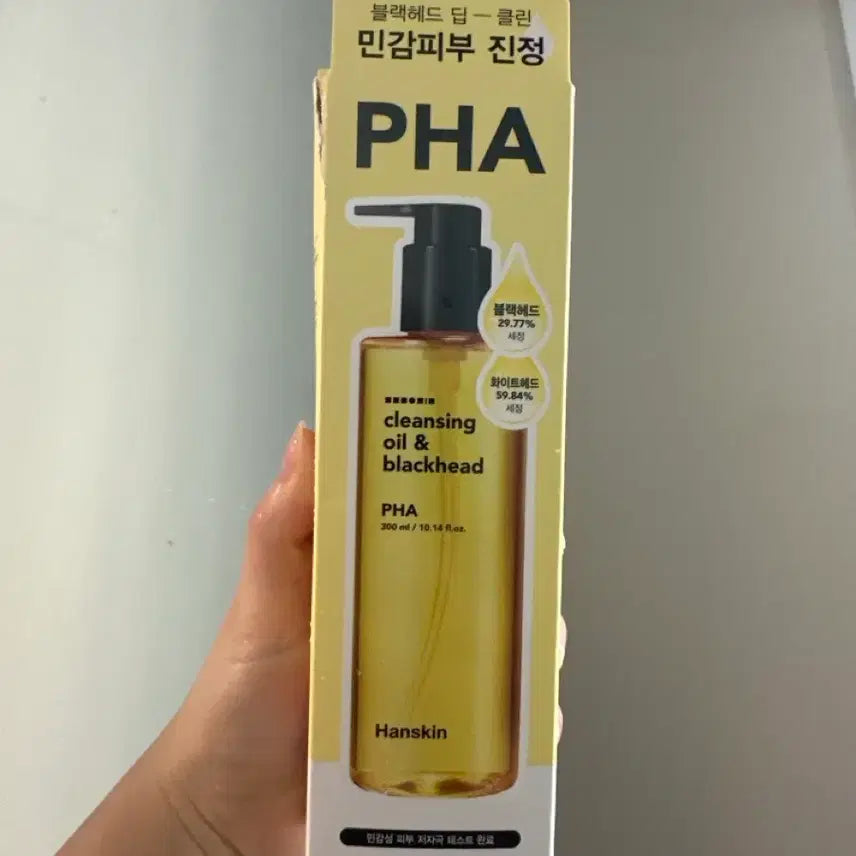 블랙헤드 딥 – 클린
민감피부 진정
PHA
블랙헤드
29.77%
세정
화이트헤드
59.84%
세정
cleansing
oil &
blackhead
PHA
300 ml / 10.14 fl.oz.
Hanskin
민감성 피부 저자극 테스트 완료